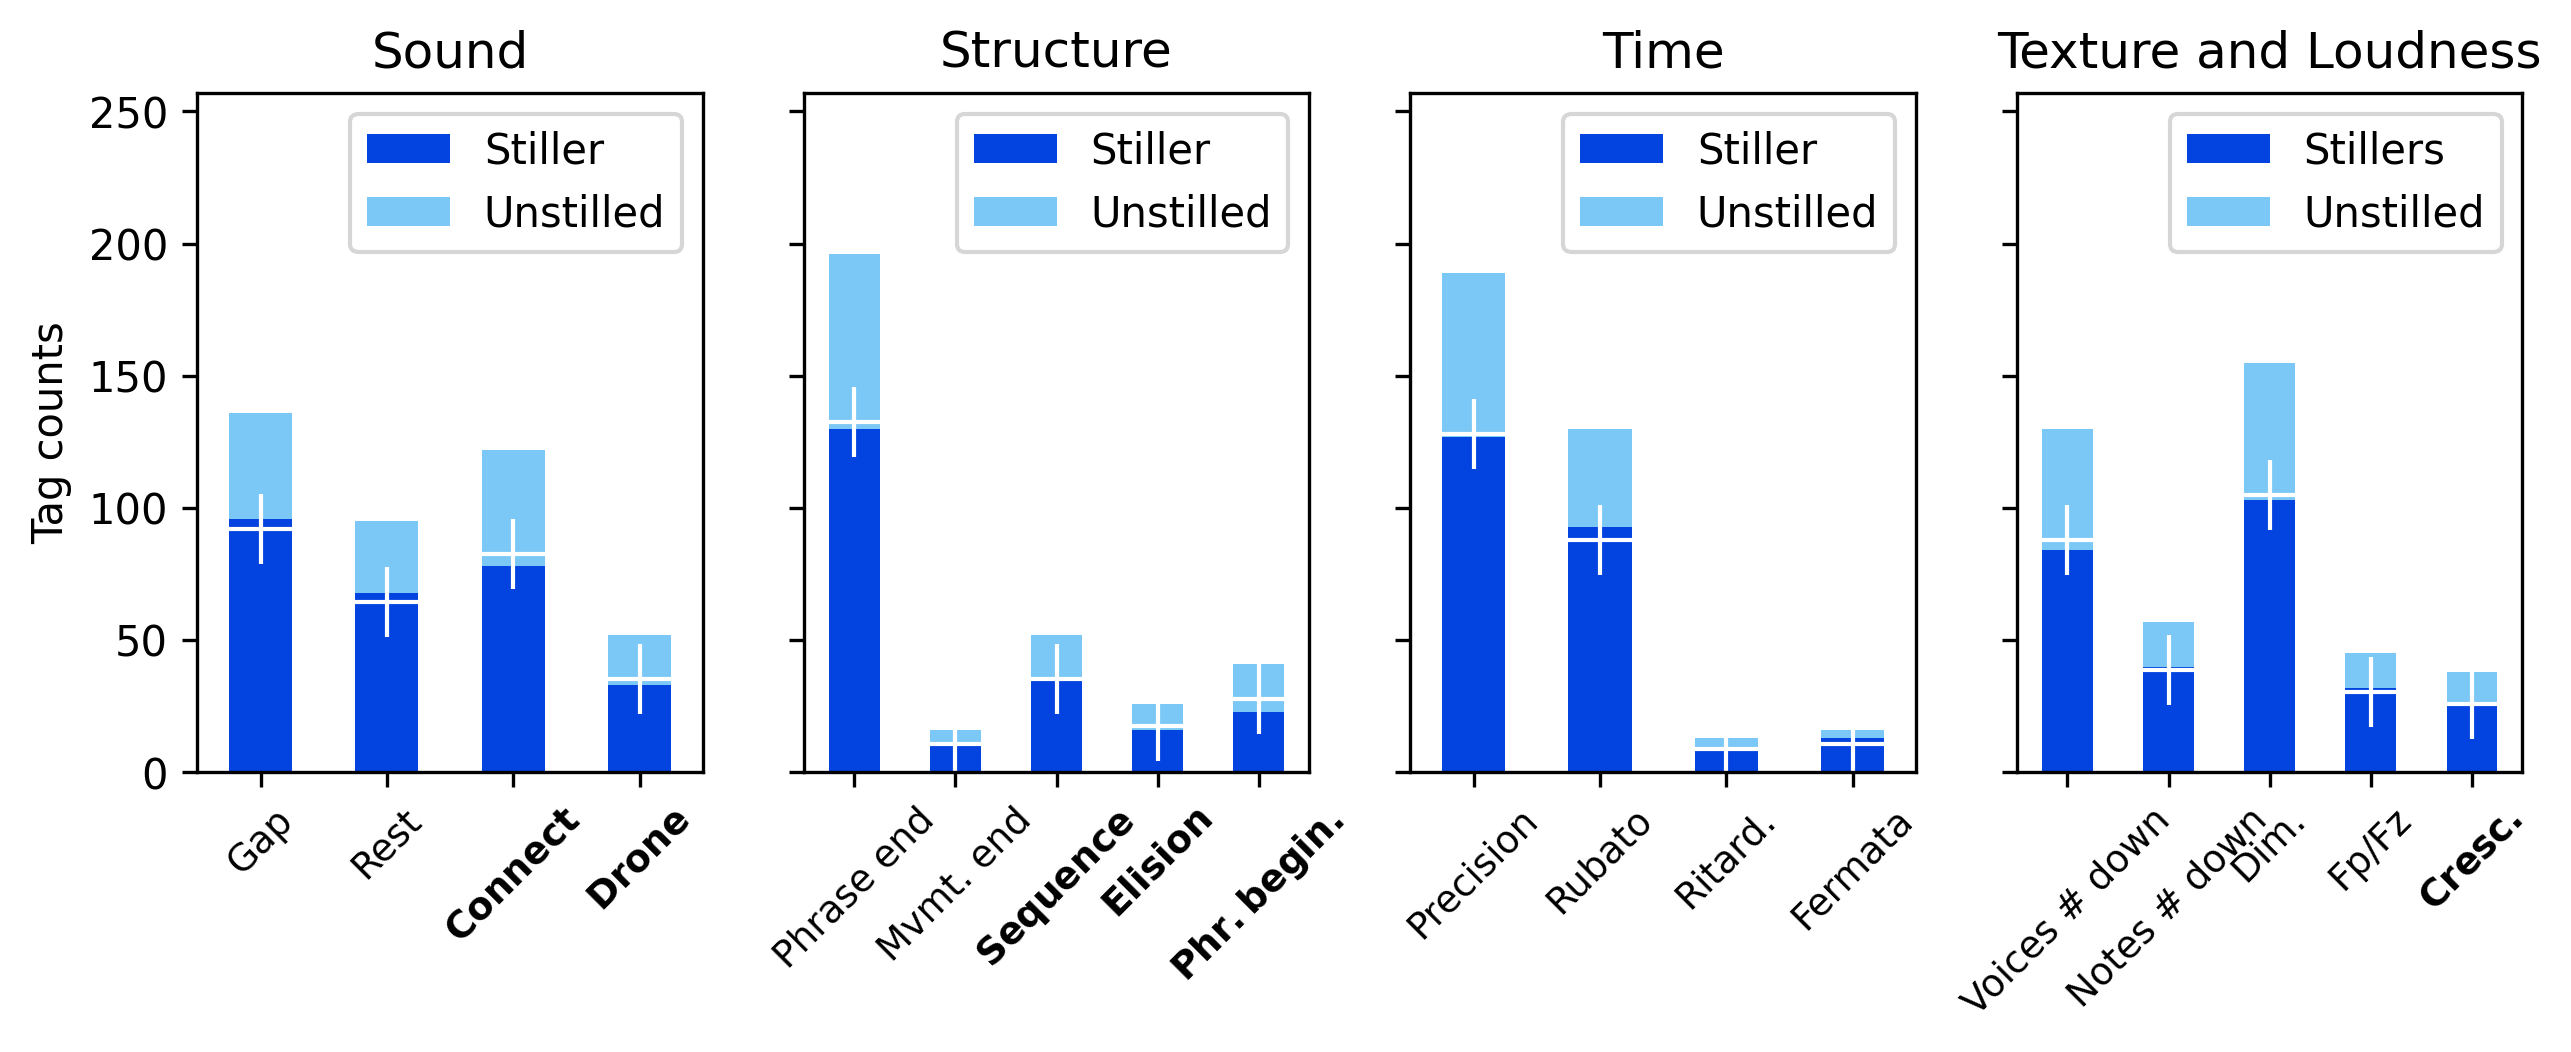 Sound
Structure
Time
Texture and Loudness
Tag counts
250
200
150
100
50
0
Stiller
Unstilled
Stiller
Unstilled
Stiller
Unstilled
Stillers
Unstilled
Gap
Rest
Connect
Drone
Phrase end
Mvmt. end
Sequence
Elision
Phr. begin.
Precision
Rubato
Ritard.
Fermata
Voices # down
Notes # down
Dim.
Fp/Fz
Cresc.